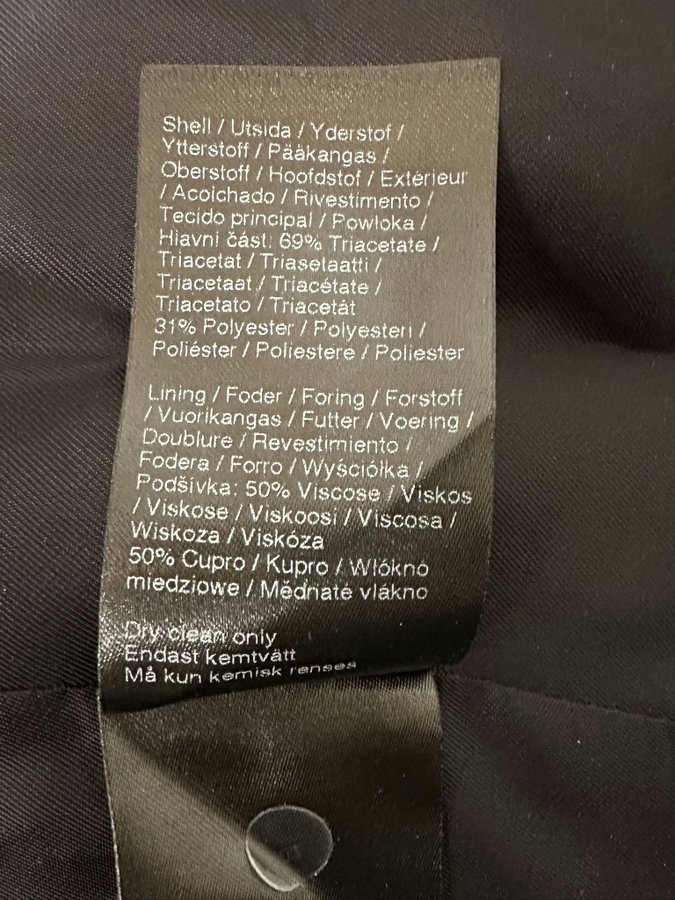 Shell / Utsida / Yderstof /
Ytterstoff / Pääkangas /
Oberstoff / Hoofdstof / Extérieur
/ Acolchado / Rivestimento /
Tecido principal / Powłoka /
Hlavní část: 69% Triacetate /
Triacetat / Triasetaatti /
Triacetaat / Triacétate /
Triacetato / Triacetát
31% Polyester / Polyesteri /
Poliéster / Poliestere / Poliester
Lining / Foder / Foring / Forstoff
/ Vuorikangas / Futter / Voering /
Doublure / Revestimiento /
Fodera / Forro / Wyściółka /
Podšívka: 50% Viscose / Viskos
/ Viskose / Viskoosi / Viscosa /
Wiskoza / Viskóza
50% Cupro / Kupro / Włókno
miedziowe / Mědnaté vlákno
Dry clean only
Endast kemtvätt
Må kun kemisk renses